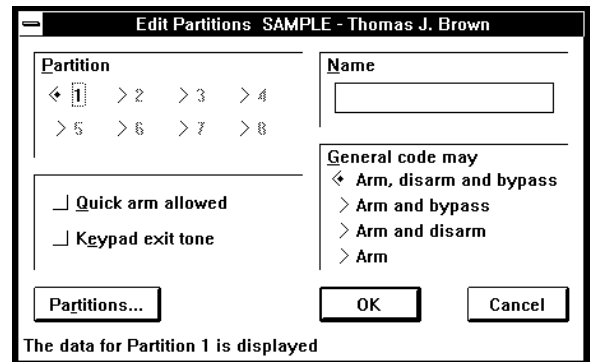 Edit Partitions SAMPLE - Thomas J. Brown
Partition
1 2 3 4
5 6 7 8
Name
Quick arm allowed
Keypad exit tone
General code may
Arm, disarm and bypass
Arm and bypass
Arm and disarm
Arm
Partitions...
OK
Cancel
The data for Partition 1 is displayed